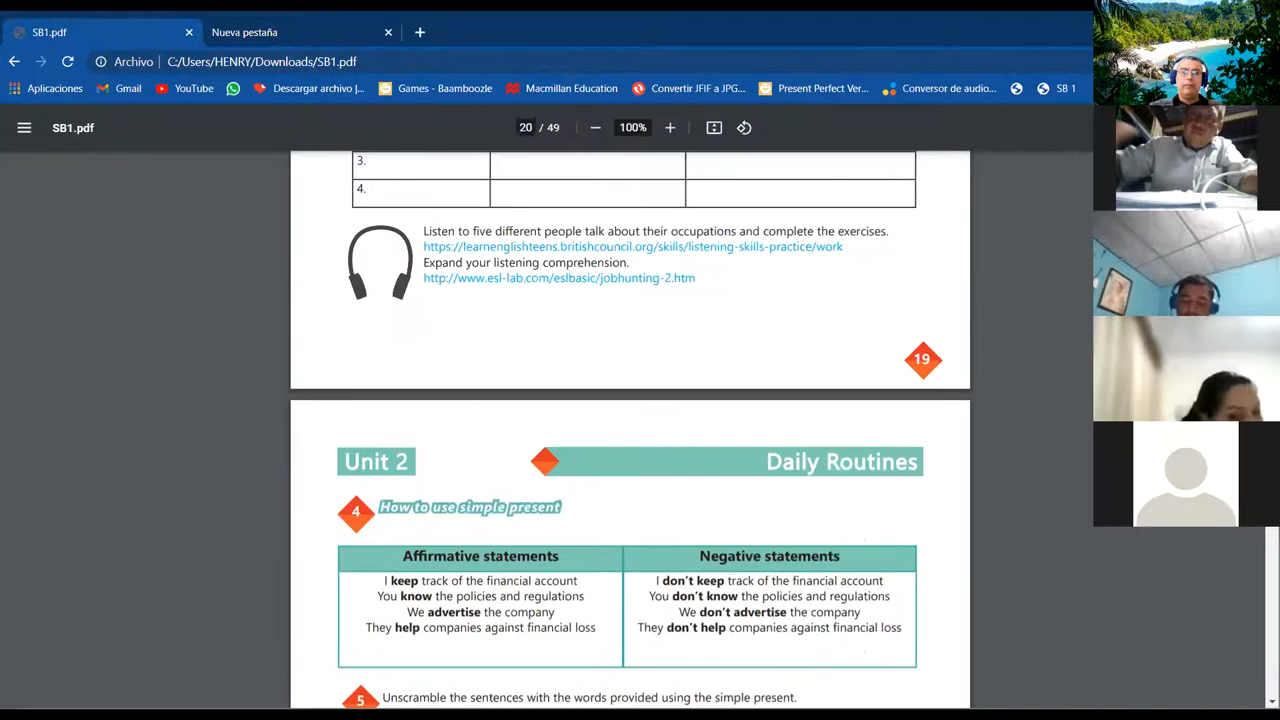 SB1.pdf
Nueva pestaña
Archivo C:/Users/HENRY/Downloads/SB1.pdf
Aplicaciones Gmail YouTube Descargar archivo |... Games - Baamboozle Macmillan Education Convertir JFIF a JPG... Present Perfect Ver... Conversor de audio... SB 1
SB1.pdf 20 / 49 100%
3.
4.
Listen to five different people talk about their occupations and complete the exercises.
https://learnenglishteens.britishcouncil.org/skills/listening-skills-practice/work
Expand your listening comprehension.
http://www.esl-lab.com/eslbasic/jobhunting-2.htm
19
Unit 2 Daily Routines
4 How to use simple present
Affirmative statements Negative statements
I keep track of the financial account I don't keep track of the financial account
You know the policies and regulations You don't know the policies and regulations
We advertise the company We don't advertise the company
They help companies against financial loss They don't help companies against financial loss
5 Unscramble the sentences with the words provided using the simple present.